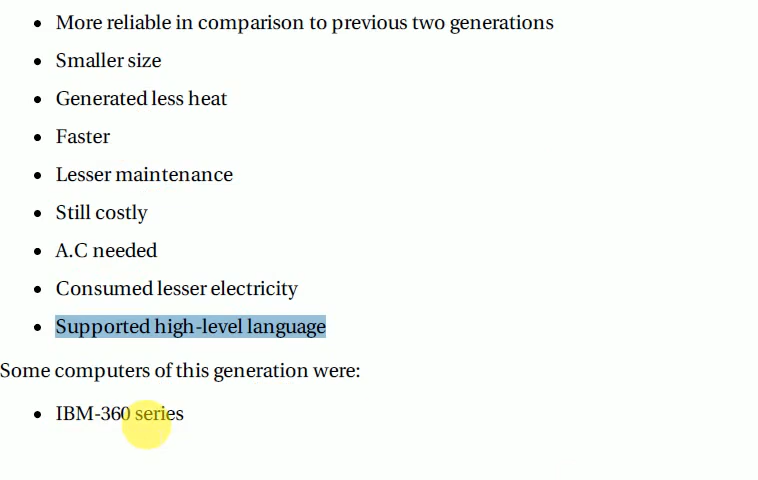 • More reliable in comparison to previous two generations
• Smaller size
• Generated less heat
• Faster
• Lesser maintenance
• Still costly
• A.C needed
• Consumed lesser electricity
• Supported high-level language
Some computers of this generation were:
• IBM-360 series